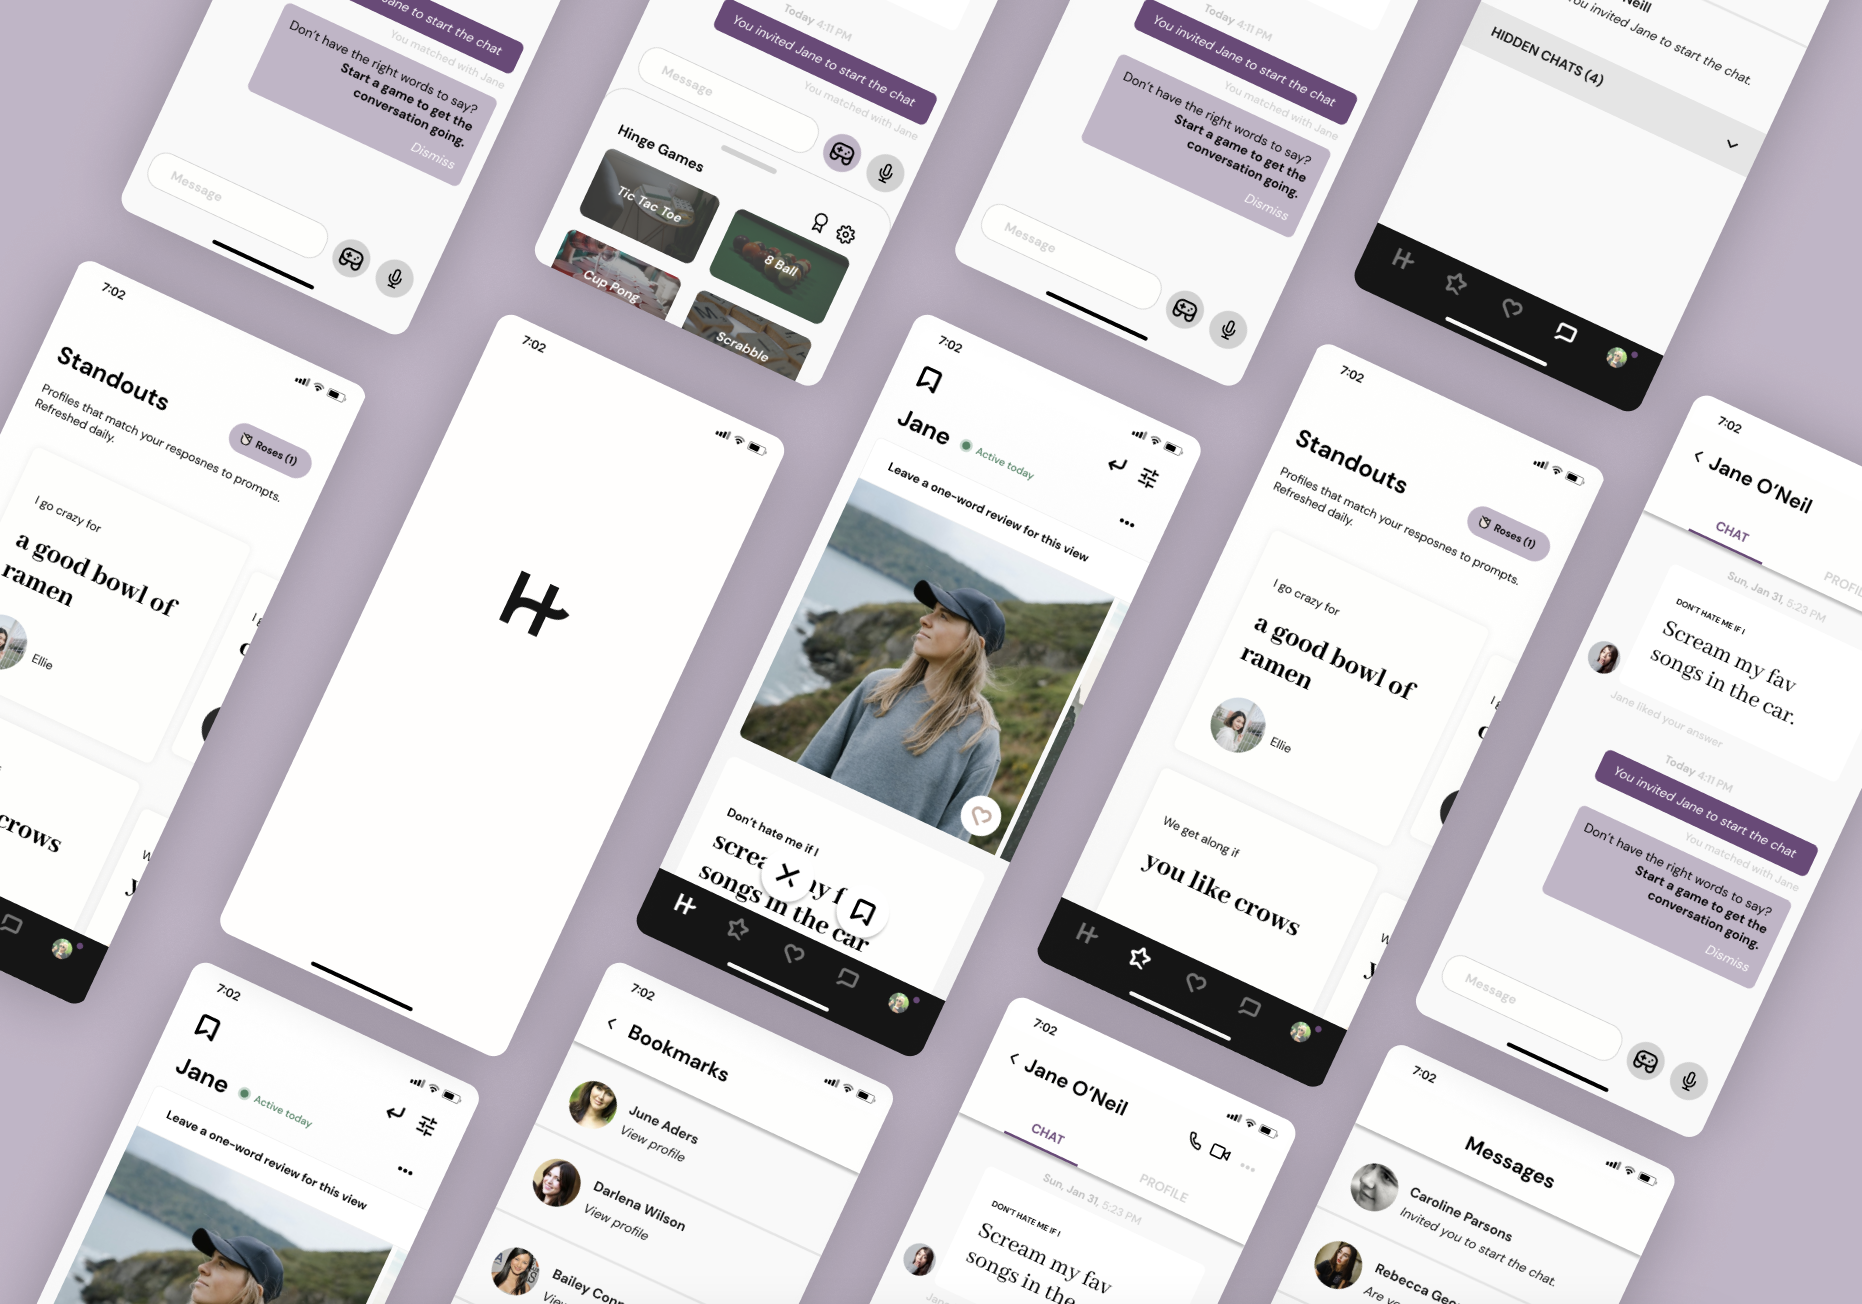 Jane to start the chat
You matched with Jane
Don't have the right words to say?
Start a game to get the
conversation going.
Dismiss
Message
Today 4:11 PM
You invited Jane to start the chat
You matched with Jane
Message
Hinge Games
Tic Tac Toe
8 Ball
Cup Pong
Scrabble
Today 4:11 PM
You invited Jane to start the chat
You matched with Jane
Don't have the right words to say?
Start a game to get the
conversation going.
Dismiss
Message
Neill
You invited Jane to start the chat.
HIDDEN CHATS (4)
7:02
Standouts
Profiles that match your resposnes to prompts.
Refreshed daily.
Roses (1)
I go crazy for
a good bowl of
ramen
Ellie
crows
7:02
H
7:02
Jane
Active today
Leave a one-word review for this view
Don't hate me if I
scream my f
songs in the car
7:02
Standouts
Profiles that match your resposnes to prompts.
Refreshed daily.
Roses (1)
I go crazy for
a good bowl of
ramen
Ellie
We get along if
you like crows
7:02
Jane O'Neil
CHAT
PROFIL
Sun, Jan 31, 5:23 PM
DON'T HATE ME IF I
Scream my fav
songs in the car.
Jane liked your answer
Today 4:11 PM
You invited Jane to start the chat
You matched with Jane
Don't have the right words to say?
Start a game to get the
conversation going.
Dismiss
Message
7:02
Jane
Active today
Leave a one-word review for this view
7:02
Bookmarks
June Aders
View profile
Darlena Wilson
View profile
Bailey Conr
View
7:02
Jane O'Neil
CHAT
PROFILE
Sun, Jan 31, 5:23 PM
DON'T HATE ME IF I
Scream my fav
songs in the
Jane
7:02
Messages
Caroline Parsons
Invited you to start the chat.
Rebecca Geo
Are yo